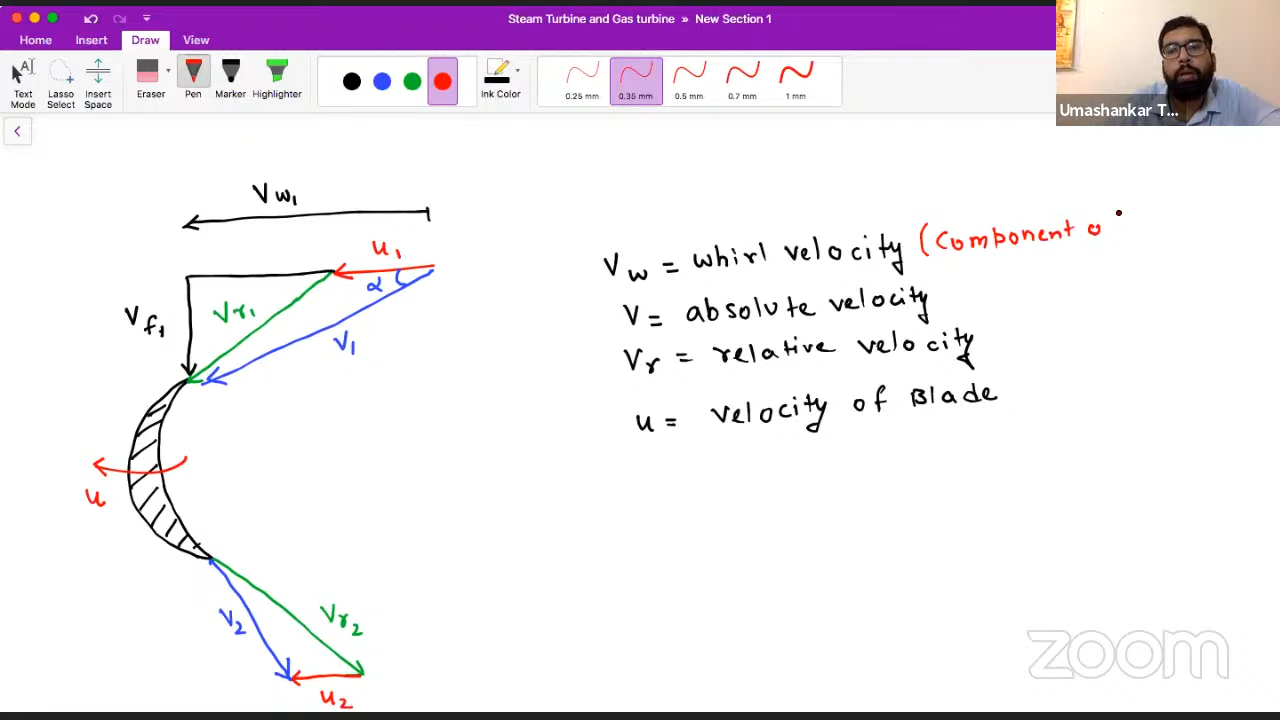 Steam Turbine and Gas turbine » New Section 1
Home Insert Draw View
Text Mode Lasso Select Insert Space Eraser Pen Marker Highlighter Ink Color 0.25 mm 0.35 mm 0.5 mm 0.7 mm 1 mm
Umashankar T...
Vw1
u1
α
Vr1
Vf1
V1
u
V2
Vr2
u2
Vw = whirl velocity (component o
V = absolute velocity
Vr = relative velocity
u = velocity of Blade
zoom